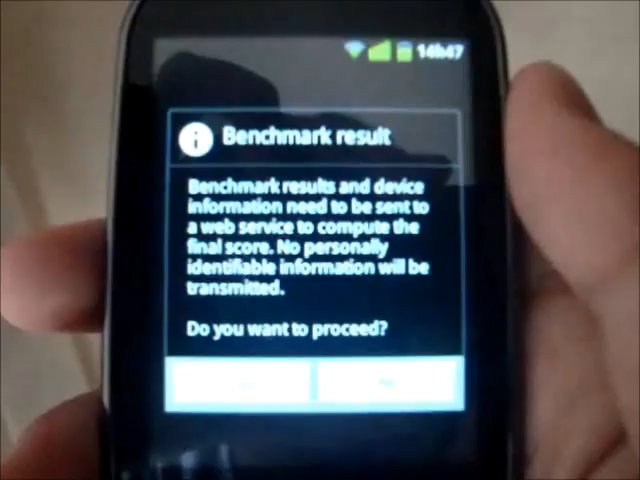 14h47
Benchmark result
Benchmark results and device
information need to be sent to
a web service to compute the
final score. No personally
identifiable information will be
transmitted.
Do you want to proceed?